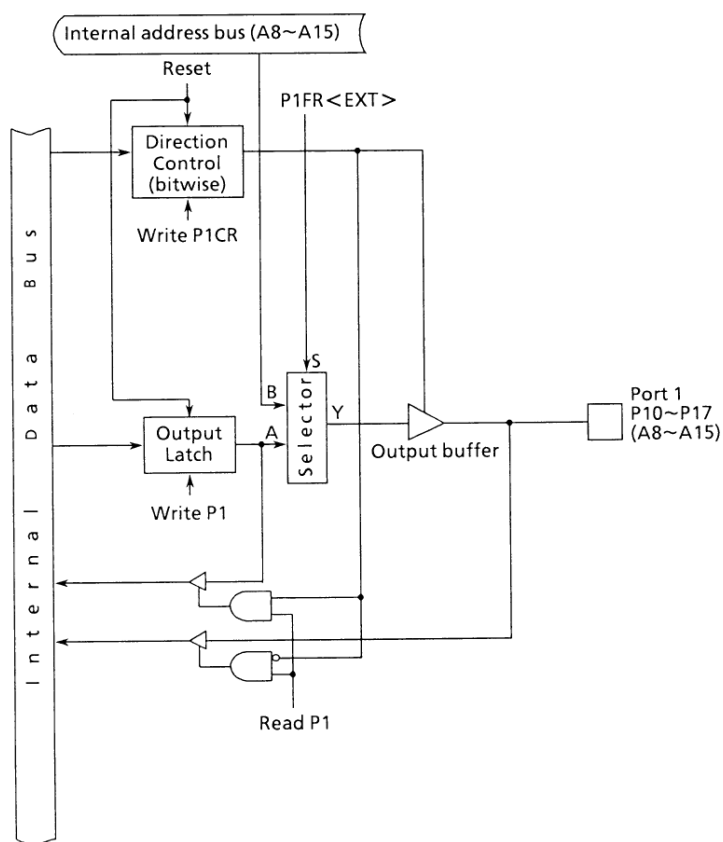 Internal address bus (A8~A15)
Reset
P1FR<EXT>
Direction
Control
(bitwise)
Write P1CR
Internal Data Bus
S
B
A
Selector
Y
Output
Latch
Output buffer
Port 1
P10~P17
(A8~A15)
Write P1
Read P1